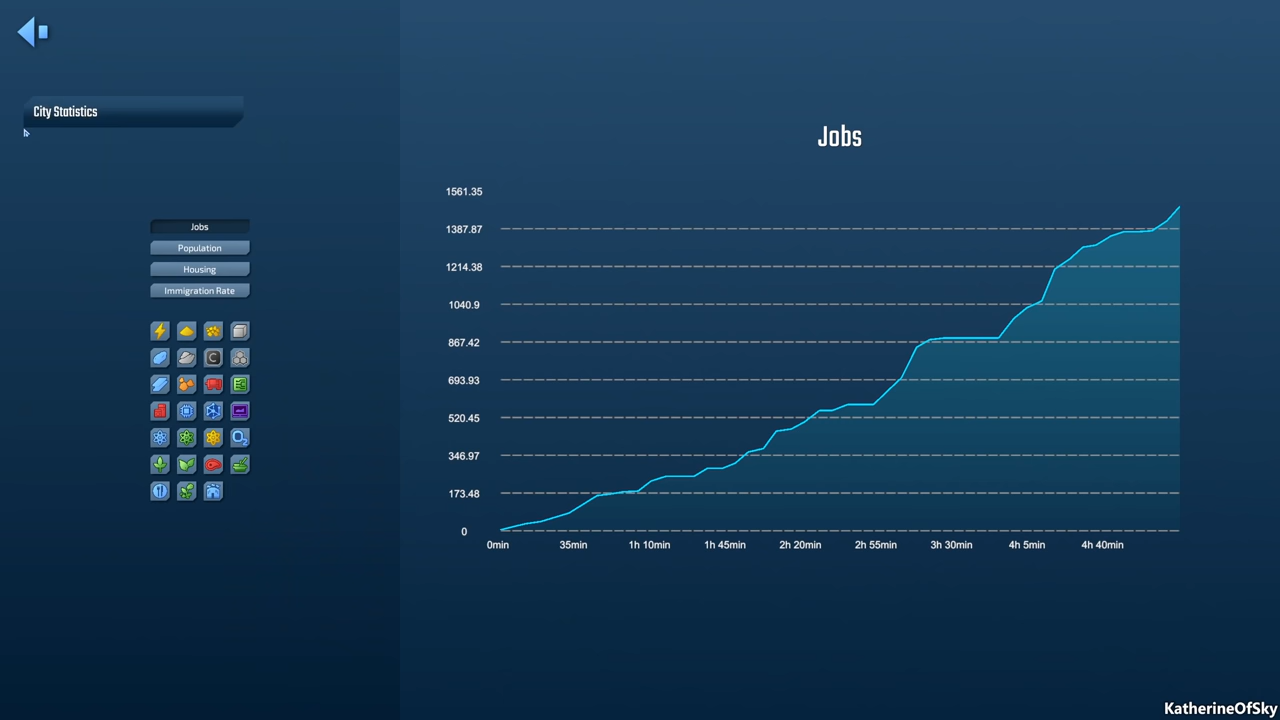 City Statistics
Jobs
Population
Housing
Immigration Rate
C
O2
Jobs
1561.35
1387.87
1214.38
1040.9
867.42
693.93
520.45
346.97
173.48
0
0min 35min 1h 10min 1h 45min 2h 20min 2h 55min 3h 30min 4h 5min 4h 40min
KatherineOfSky